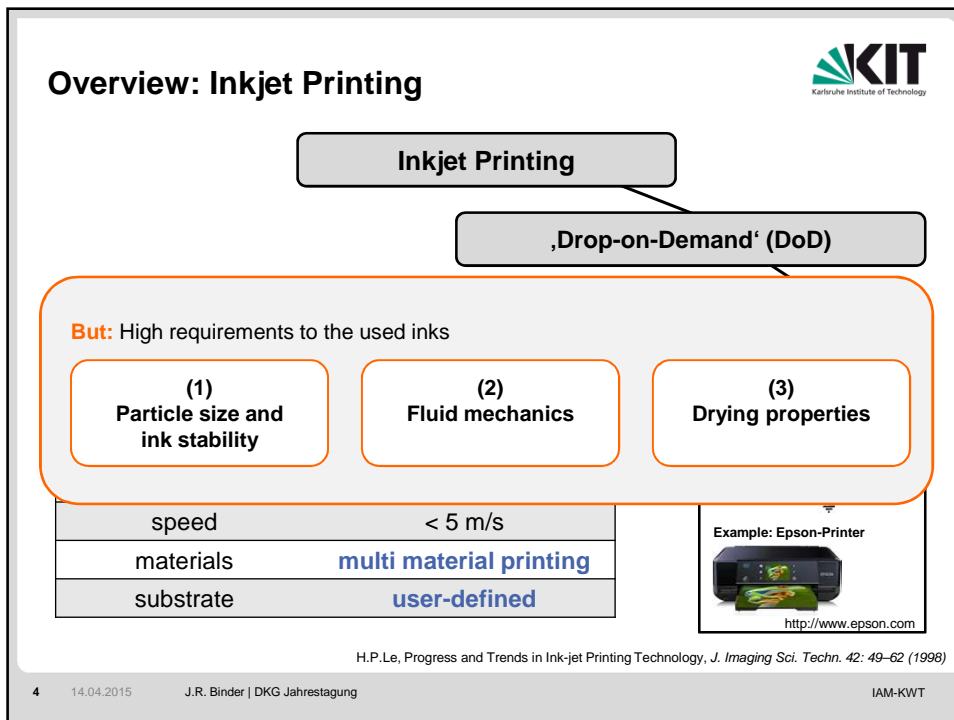 Overview: Inkjet Printing
KIT
Karlsruhe Institute of Technology
Inkjet Printing
‚Drop-on-Demand‘ (DoD)
But: High requirements to the used inks
(1)
Particle size and
ink stability
(2)
Fluid mechanics
(3)
Drying properties
speed < 5 m/s
materials multi material printing
substrate user-defined
Example: Epson-Printer
EPSON
http://www.epson.com
H.P.Le, Progress and Trends in Ink-jet Printing Technology, J. Imaging Sci. Techn. 42: 49–62 (1998)
4 14.04.2015 J.R. Binder | DKG Jahrestagung IAM-KWT